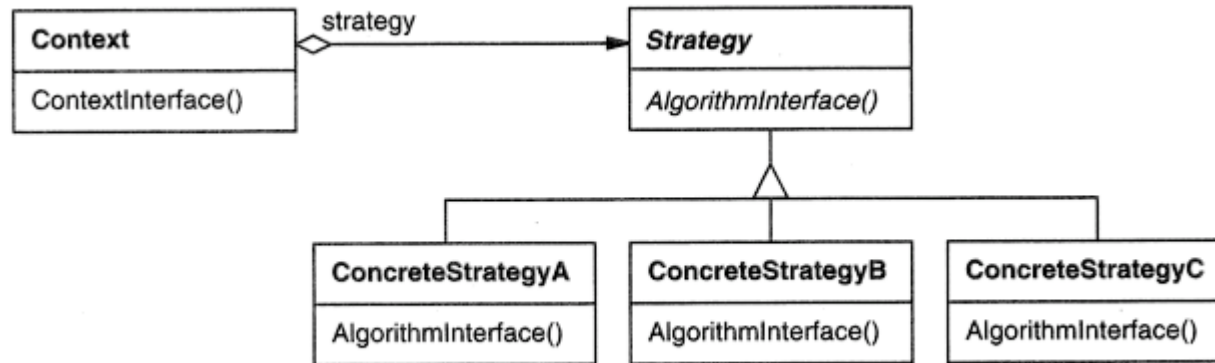 strategy
Context
Strategy
ContextInterface()
AlgorithmInterface()
ConcreteStrategyA
ConcreteStrategyB
ConcreteStrategyC
AlgorithmInterface()
AlgorithmInterface()
AlgorithmInterface()